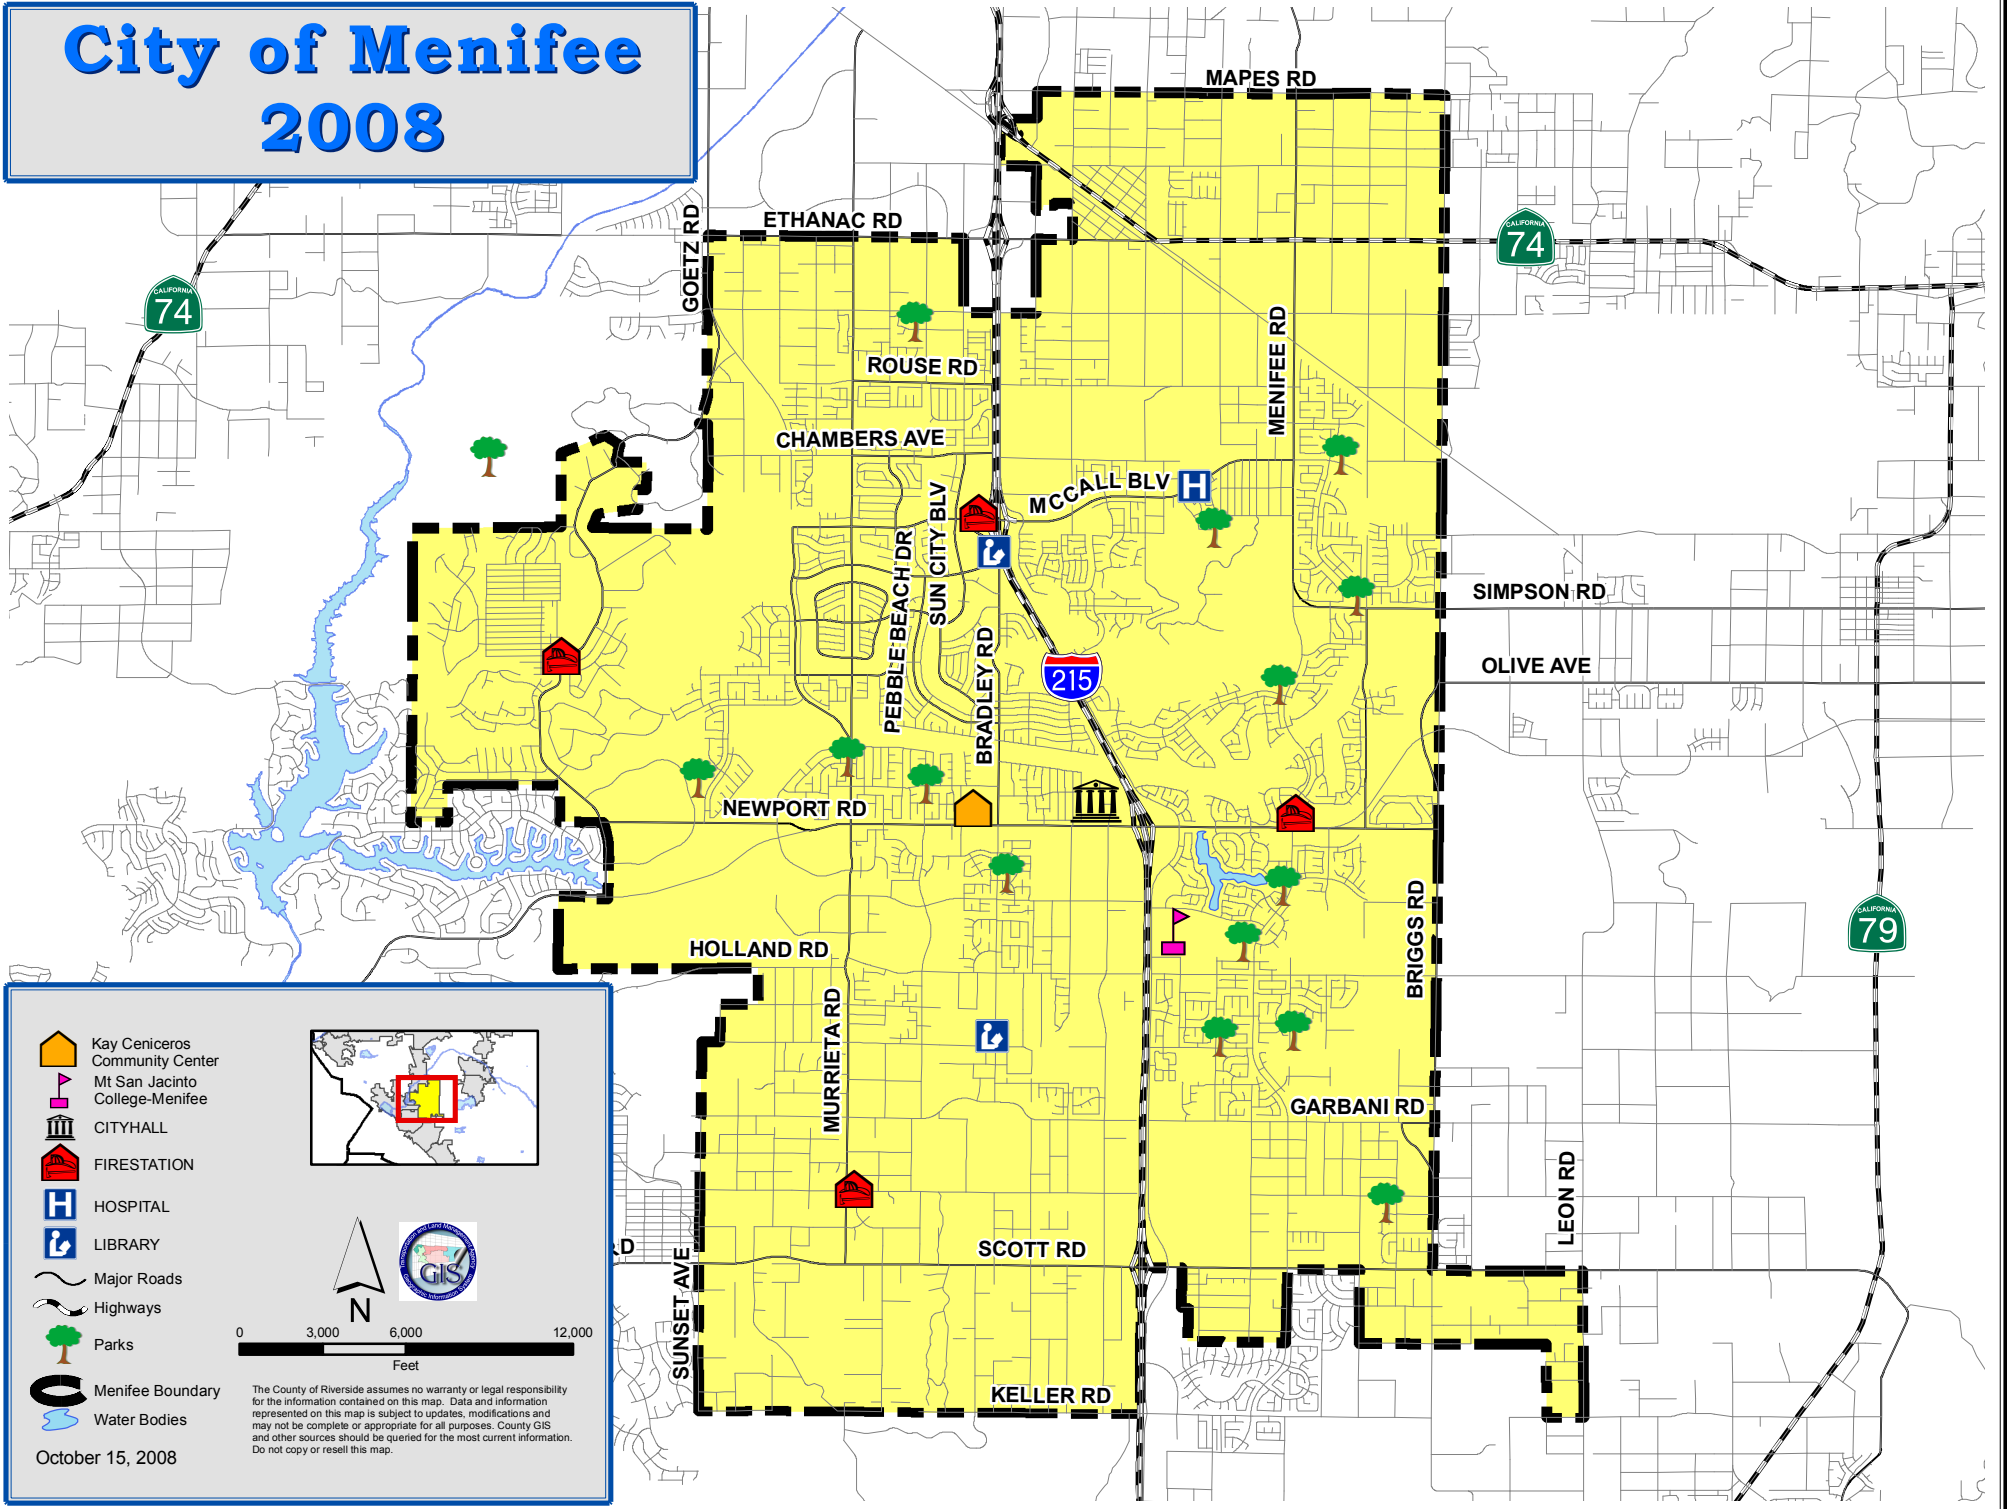 City of Menifee
2008
MAPES RD
ETHANAC RD
GOETZ RD
CALIFORNIA
74
CALIFORNIA
74
ROUSE RD
MENIFEE RD
CHAMBERS AVE
MCCALL BLV
H
SUN CITY BLV
PEBBLE BEACH DR
BRADLEY RD
SIMPSON RD
OLIVE AVE
215
NEWPORT RD
HOLLAND RD
BRIGGS RD
CALIFORNIA
79
MURRIETA RD
GARBANI RD
LEON RD
SCOTT RD
RD
SUNSET AVE
KELLER RD
Kay Ceniceros
Community Center
Mt San Jacinto
College-Menifee
CITYHALL
FIRESTATION
H HOSPITAL
LIBRARY
Major Roads
Highways
Parks
Menifee Boundary
Water Bodies
October 15, 2008
N
GIS
0 3,000 6,000 12,000
Feet
The County of Riverside assumes no warranty or legal responsibility
for the information contained on this map. Data and information
represented on this map is subject to updates, modifications and
may not be complete or appropriate for all purposes. County GIS
and other sources should be queried for the most current information.
Do not copy or resell this map.